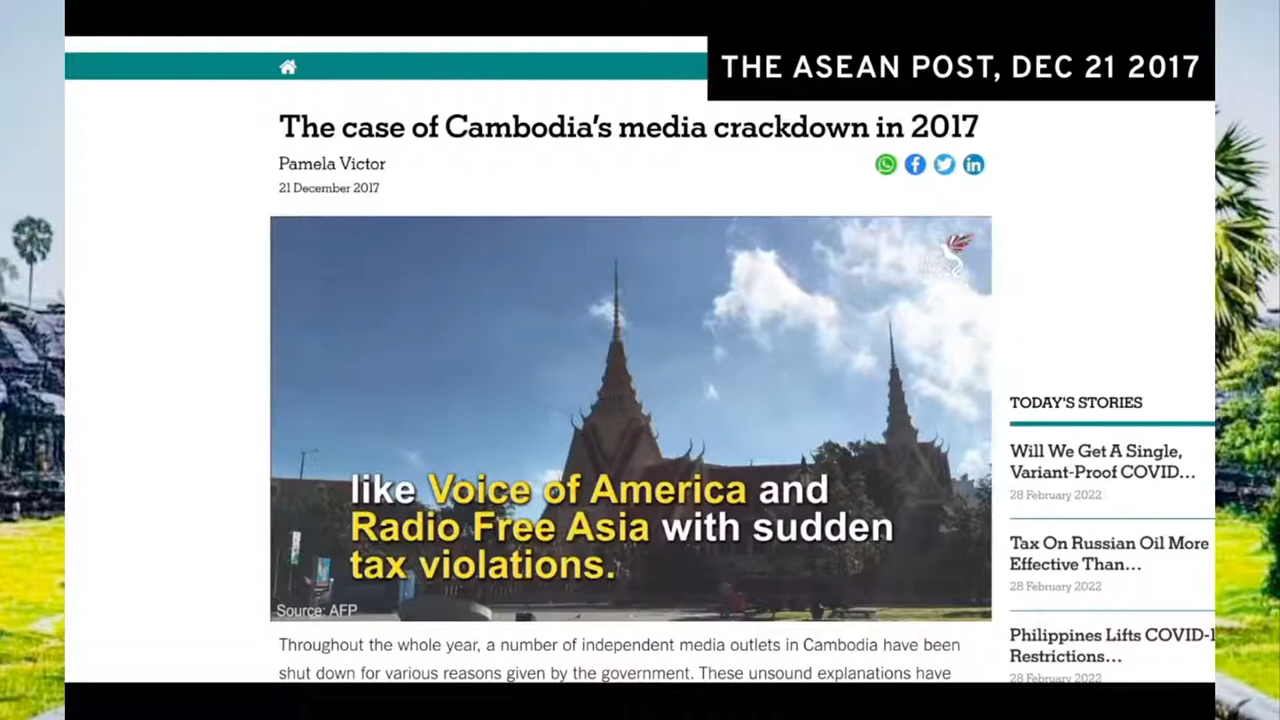 THE ASEAN POST, DEC 21 2017
The case of Cambodia's media crackdown in 2017
Pamela Victor
21 December 2017
like Voice of America and
Radio Free Asia with sudden
tax violations.
Source: AFP
Throughout the whole year, a number of independent media outlets in Cambodia have been
shut down for various reasons given by the government. These unsound explanations have
TODAY'S STORIES
Will We Get A Single,
Variant-Proof COVID...
28 February 2022
Tax On Russian Oil More
Effective Than...
28 February 2022
Philippines Lifts COVID-1
Restrictions...
28 February 2022